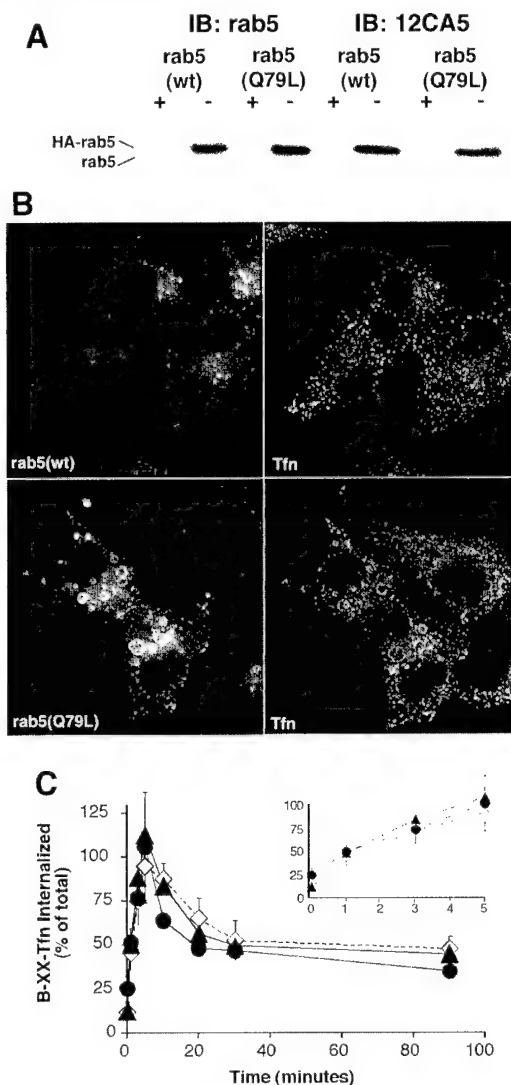 A
IB: rab5 IB: 12CA5
rab5 (wt) rab5 (Q79L) rab5 (wt) rab5 (Q79L)
+ - + - + - + -
HA-rab5
rab5
B
rab5(wt)
Tfn
rab5(Q79L)
Tfn
C
B-XX-Tfn Internalized
(% of total)
125
100
75
50
25
0
0 20 40 60 80 100
Time (minutes)
100
75
50
25
0
0 1 2 3 4 5